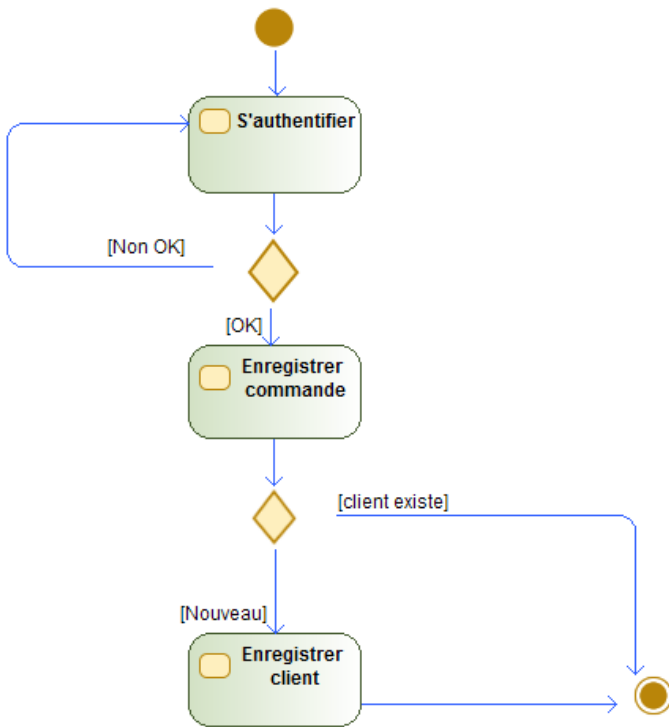 S'authentifier
[Non OK]
[OK]
Enregistrer
commande
[client existe]
[Nouveau]
Enregistrer
client